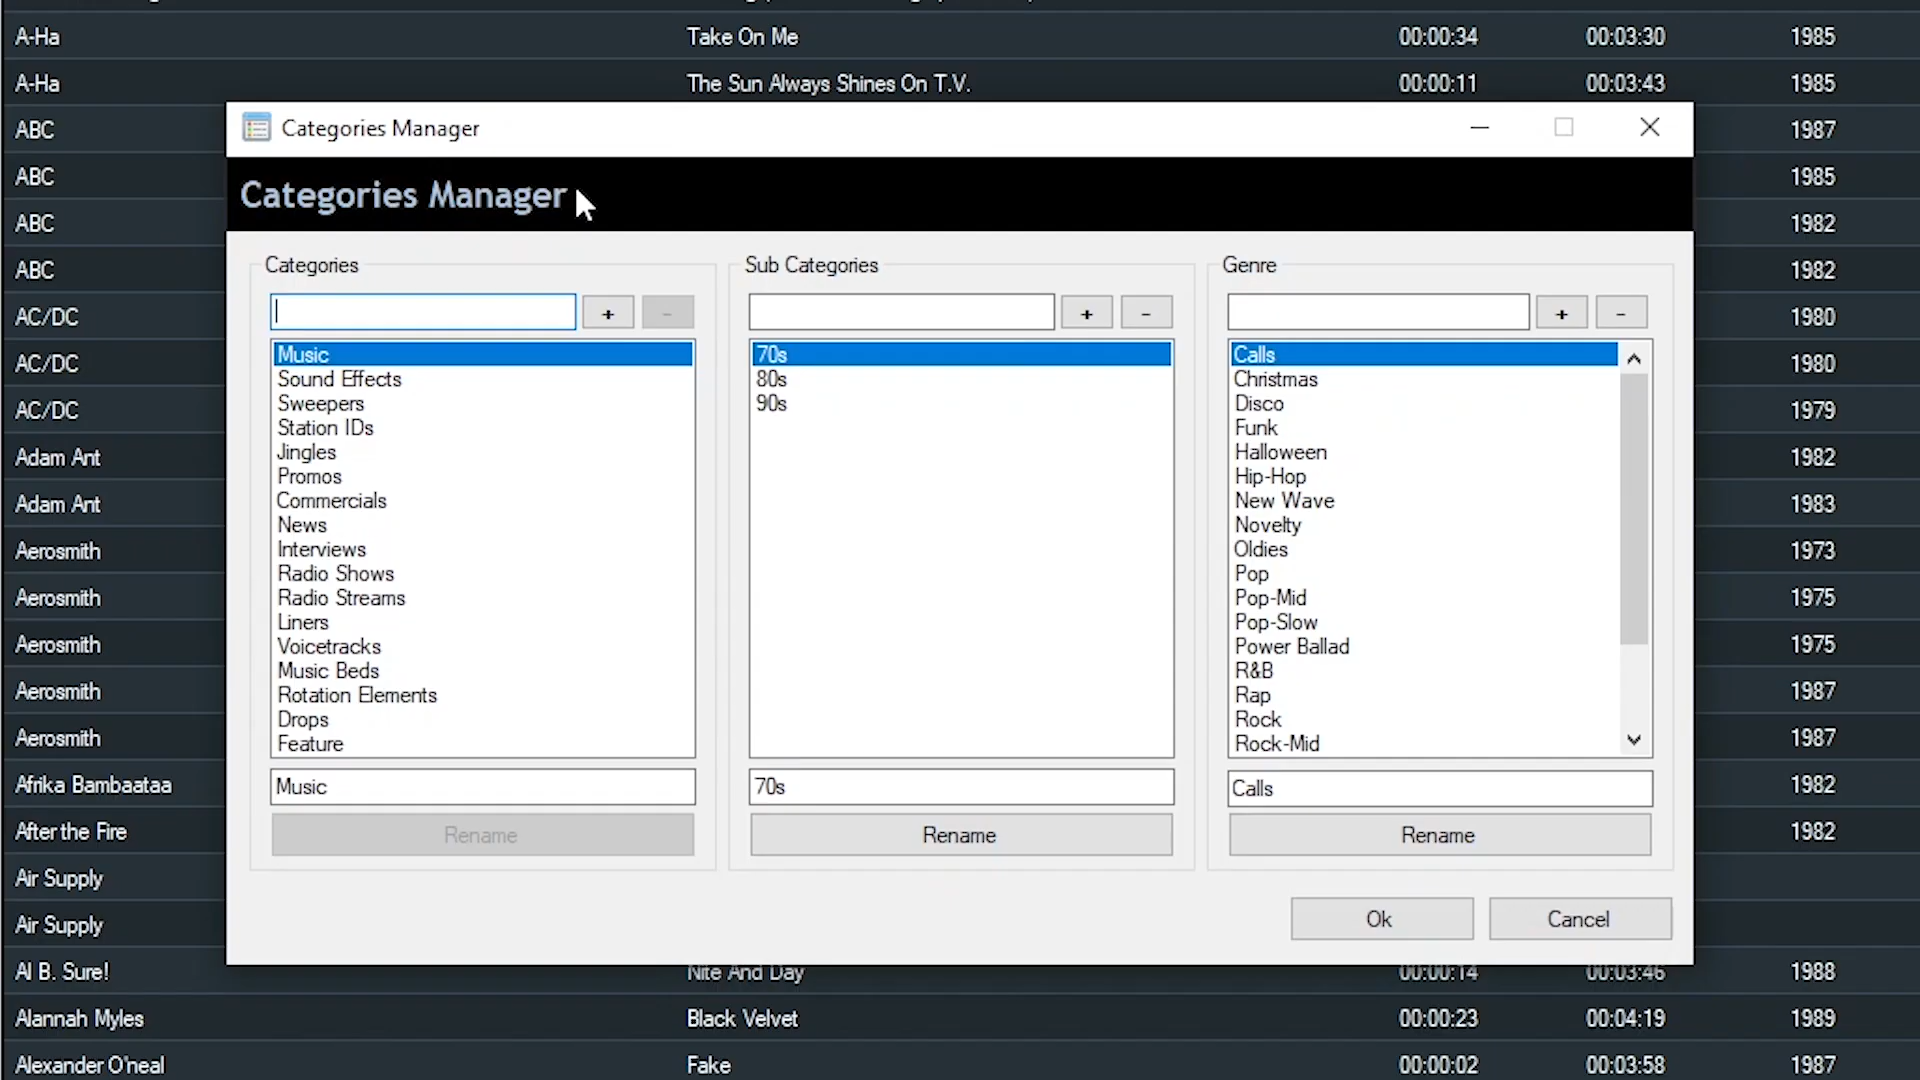 A-Ha Take On Me 00:00:34 00:03:30 1985
A-Ha The Sun Always Shines On T.V. 00:00:11 00:03:43 1985
ABC 1987
ABC 1985
ABC 1982
ABC 1982
AC/DC 1980
AC/DC 1980
AC/DC 1979
Adam Ant 1982
Adam Ant 1983
Aerosmith 1973
Aerosmith 1975
Aerosmith 1975
Aerosmith 1987
Aerosmith 1987
Afrika Bambaataa 1982
After the Fire 1982
Air Supply
Air Supply
Al B. Sure! Nite And Day 00:00:14 00:03:46 1988
Alannah Myles Black Velvet 00:00:23 00:04:19 1989
Alexander O'neal Fake 00:00:02 00:03:58 1987
Categories Manager
Categories Manager
Categories
+ -
Music
Sound Effects
Sweepers
Station IDs
Jingles
Promos
Commercials
News
Interviews
Radio Shows
Radio Streams
Liners
Voicetracks
Music Beds
Rotation Elements
Drops
Feature
Music
Rename
Sub Categories
+ -
70s
80s
90s
70s
Rename
Genre
+ -
Calls
Christmas
Disco
Funk
Halloween
Hip-Hop
New Wave
Novelty
Oldies
Pop
Pop-Mid
Pop-Slow
Power Ballad
R&B
Rap
Rock
Rock-Mid
Calls
Rename
Ok Cancel